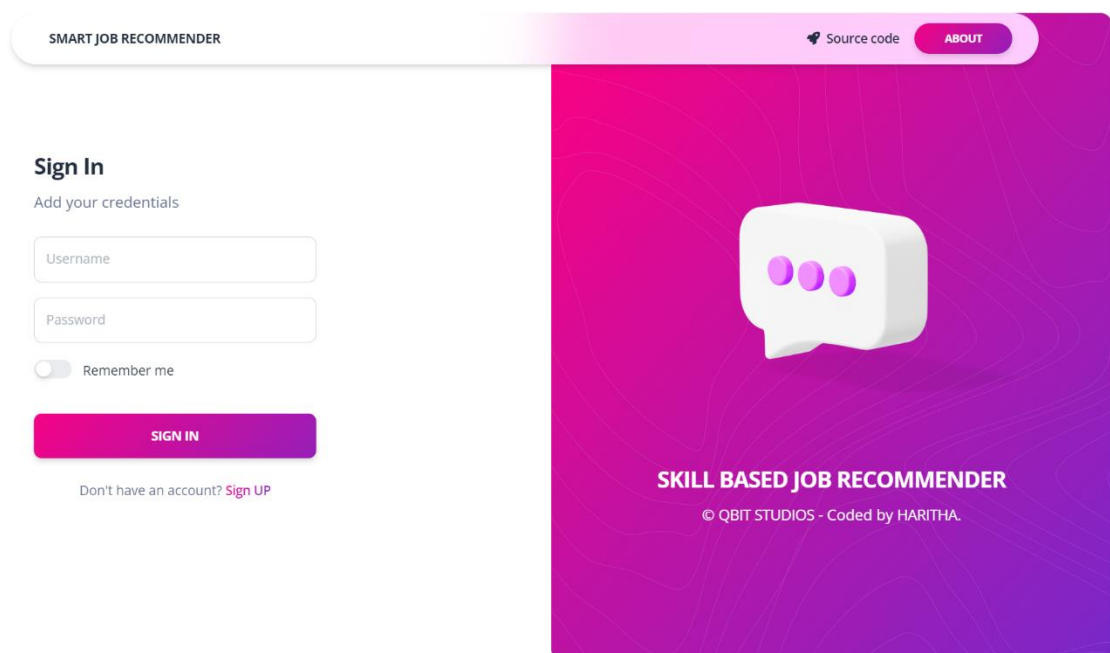 SMART JOB RECOMMENDER
Source code
ABOUT
Sign In
Add your credentials
Username
Password
Remember me
SIGN IN
Don't have an account? Sign UP
SKILL BASED JOB RECOMMENDER
© QBIT STUDIOS - Coded by HARITHA.